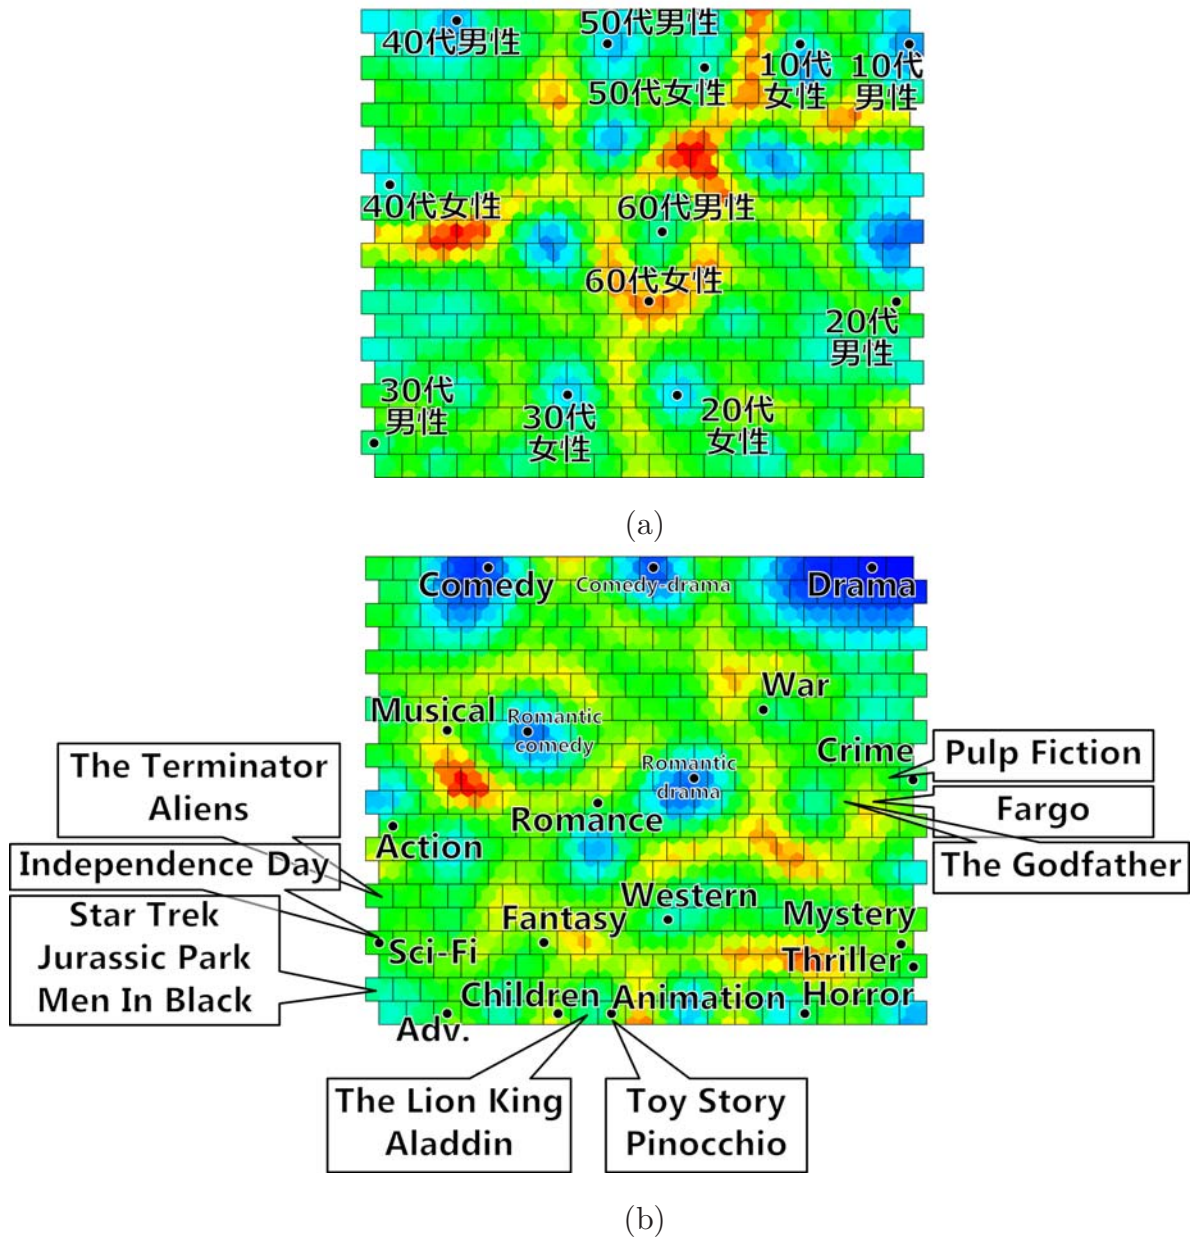 40代男性
50代男性
50代女性
10代
女性
10代
男性
40代女性
60代男性
60代女性
20代
男性
30代
男性
30代
女性
20代
女性
(a)
Comedy
Comedy-drama
Drama
War
Musical
Romantic
comedy
Crime
Romantic
drama
Romance
Action
Western
Fantasy
Mystery
Sci-Fi
Thriller
Children
Animation
Horror
Adv.
The Terminator
Aliens
Independence Day
Star Trek
Jurassic Park
Men In Black
Pulp Fiction
Fargo
The Godfather
The Lion King
Aladdin
Toy Story
Pinocchio
(b)